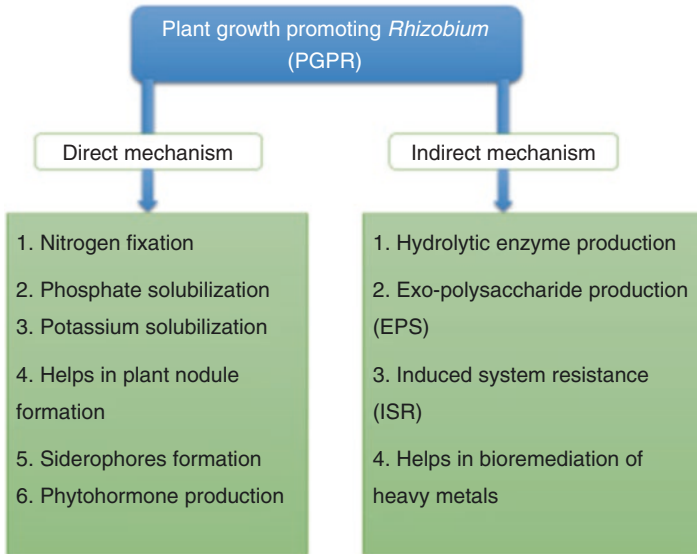 Plant growth promoting Rhizobium
(PGPR)
Direct mechanism
Indirect mechanism
1. Nitrogen fixation
2. Phosphate solubilization
3. Potassium solubilization
4. Helps in plant nodule
formation
5. Siderophores formation
6. Phytohormone production
1. Hydrolytic enzyme production
2. Exo-polysaccharide production
(EPS)
3. Induced system resistance
(ISR)
4. Helps in bioremediation of
heavy metals